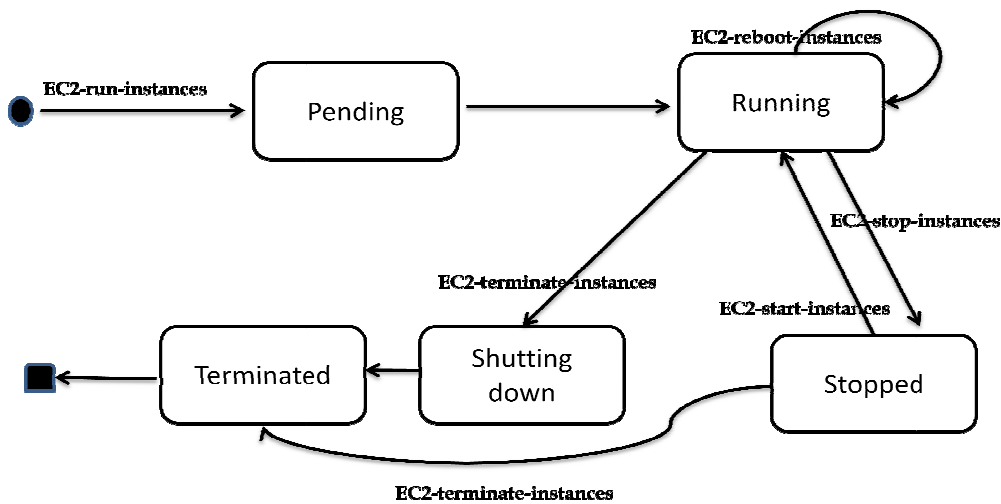 EC2-reboot-instances
EC2-run-instances
Pending
Running
EC2-stop-instances
EC2-terminate-instances
EC2-start-instances
Terminated
Shutting
down
Stopped
EC2-terminate-instances